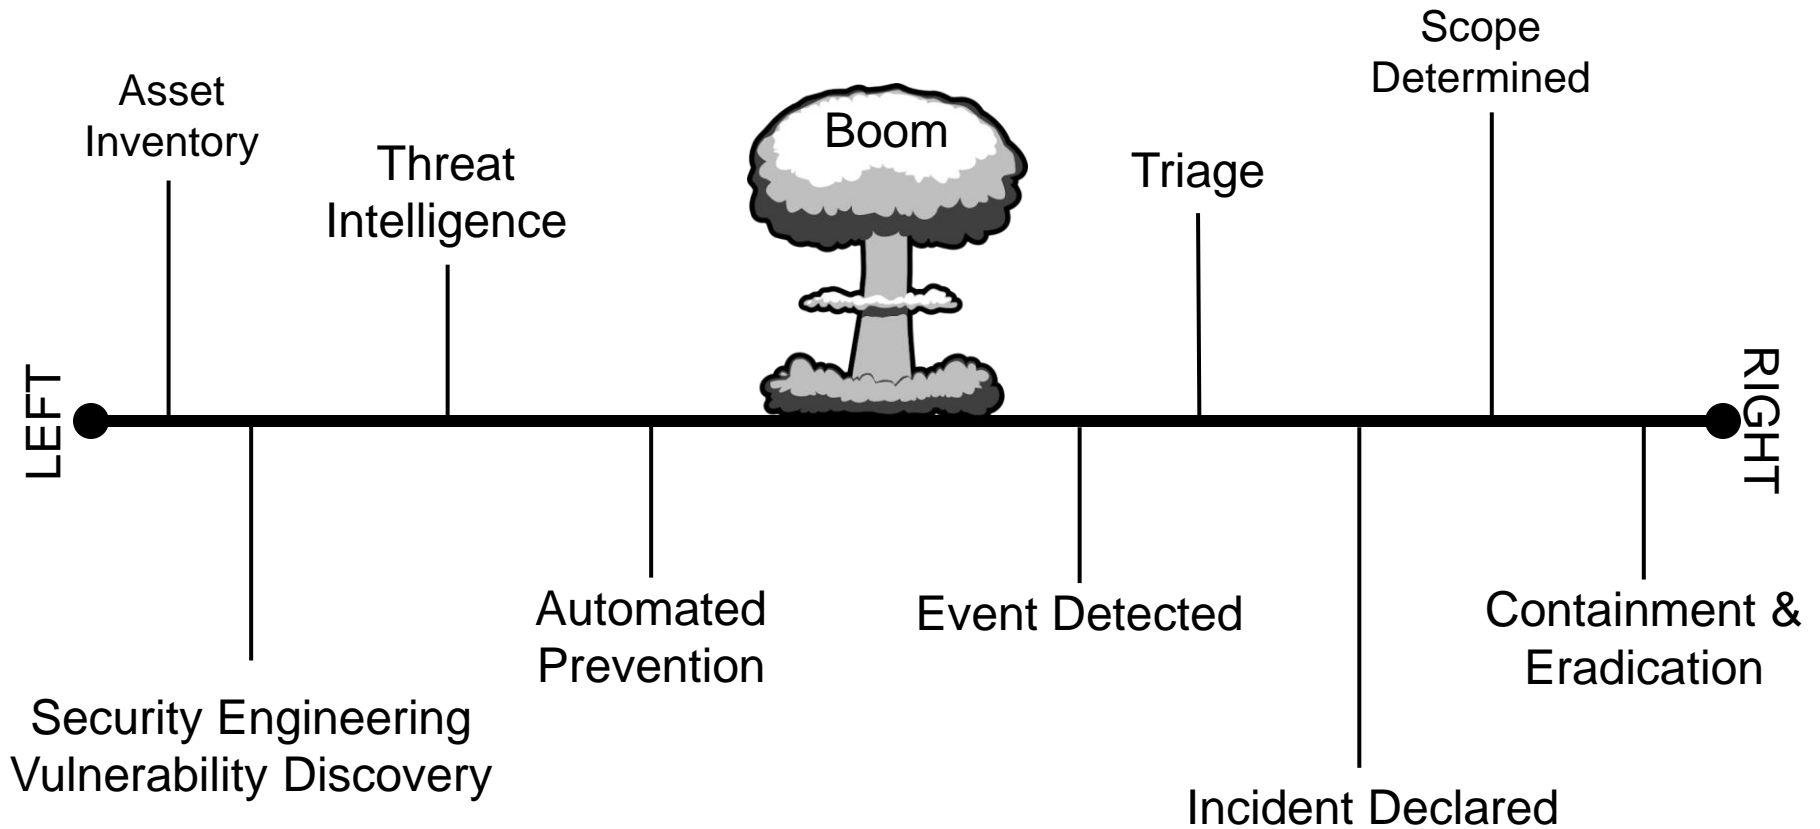 Scope
Determined
Asset
Inventory
Threat
Intelligence
Boom
Triage
LEFT
RIGHT
Automated
Prevention
Event Detected
Containment &
Eradication
Security Engineering
Vulnerability Discovery
Incident Declared